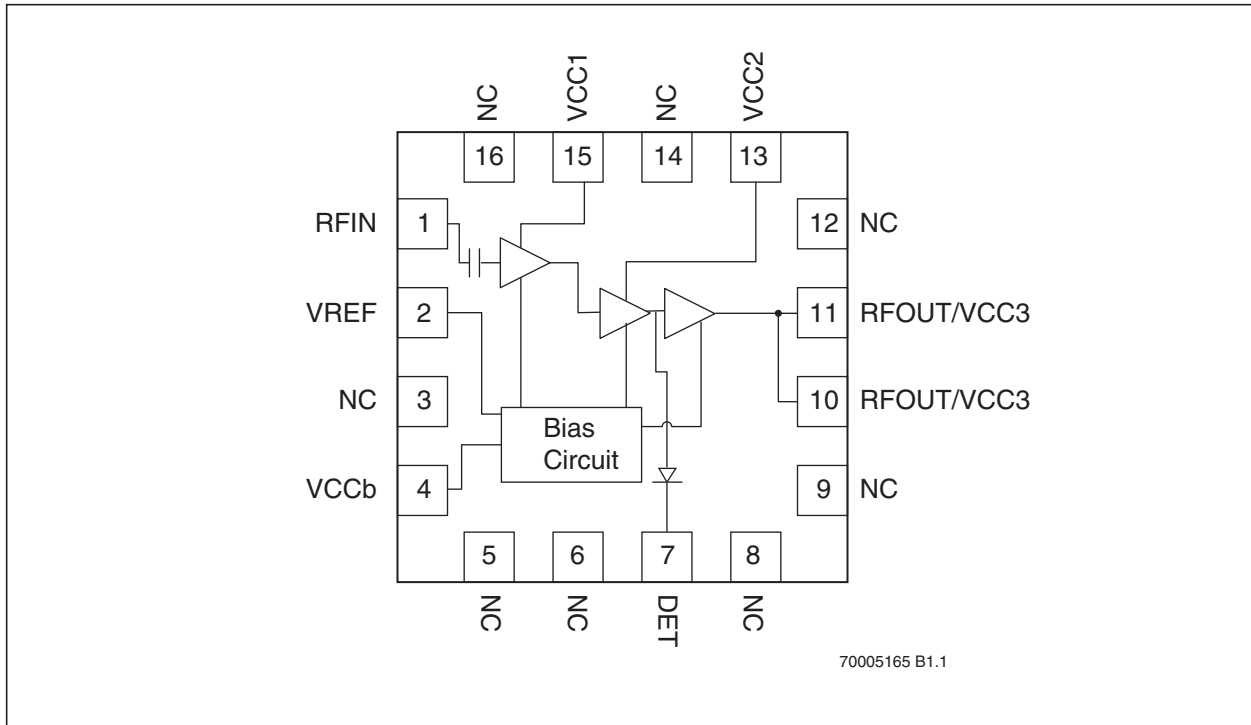 NC
VCC1
NC
VCC2
16
15
14
13
RFIN
1
12
NC
VREF
2
11
RFOUT/VCC3
NC
3
10
RFOUT/VCC3
Bias
Circuit
VCCb
4
9
NC
5
6
7
8
NC
NC
DET
NC
70005165 B1.1